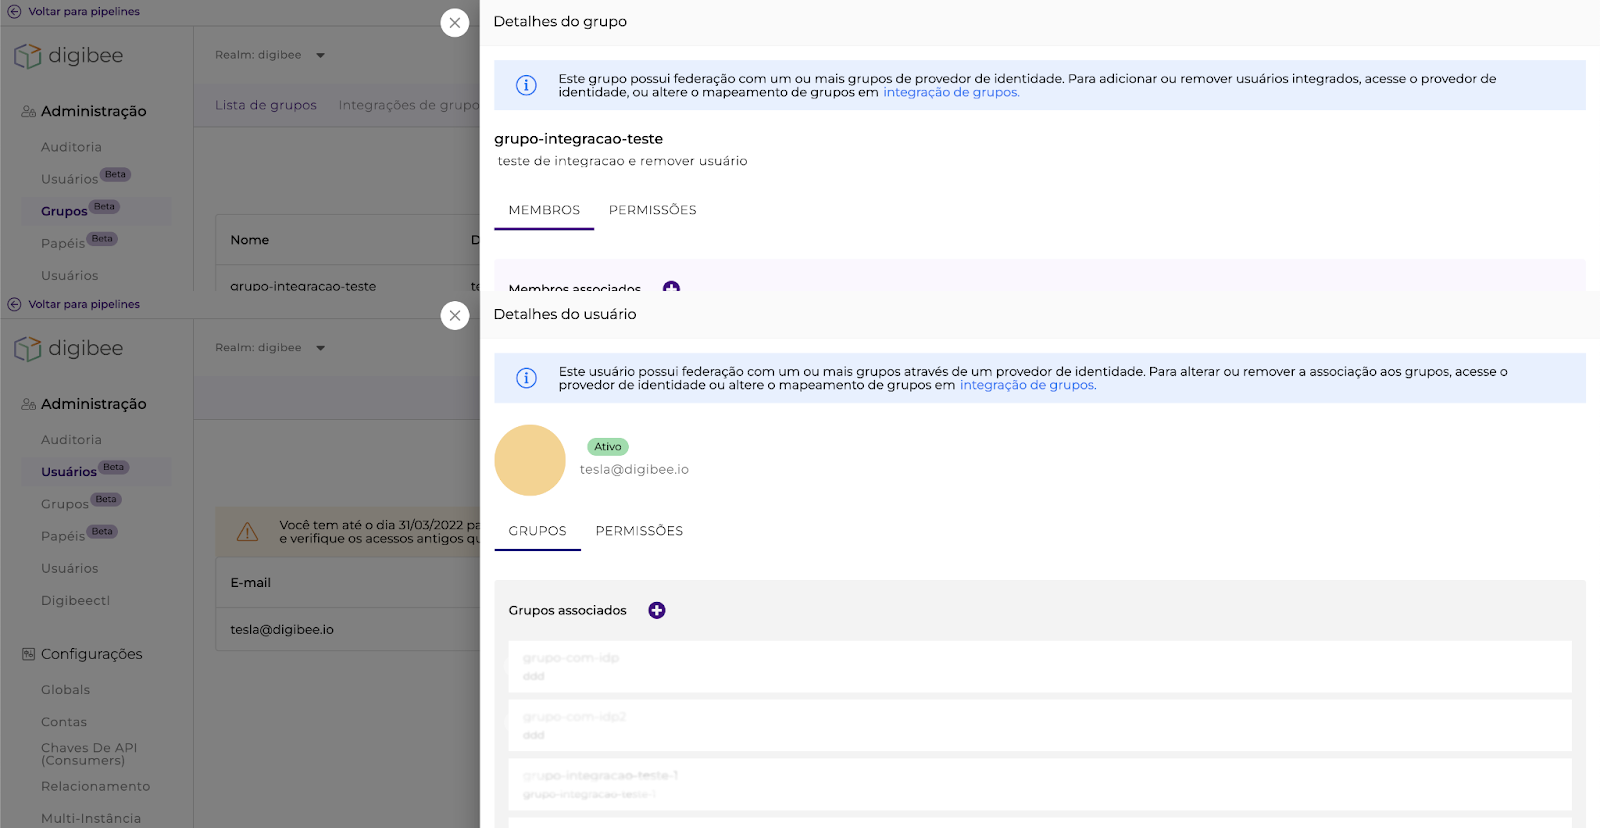 Voltar para pipelines
digibee
Realm: digibee
Administração
Auditoria
Usuários Beta
Grupos Beta
Papéis Beta
Usuários
Lista de grupos
Integrações de grupo
Nome
D
grupo-integracao-teste
te
Detalhes do grupo
Este grupo possui federação com um ou mais grupos de provedor de identidade. Para adicionar ou remover usuários integrados, acesse o provedor de
identidade, ou altere o mapeamento de grupos em integração de grupos.
grupo-integracao-teste
teste de integracao e remover usuário
MEMBROS
PERMISSÕES
Membros associados
Voltar para pipelines
digibee
Realm: digibee
Administração
Auditoria
Usuários Beta
Grupos Beta
Papéis Beta
Usuários
Digibeectl
Configurações
Globals
Contas
Chaves De API
(Consumers)
Relacionamento
Multi-Instância
Você tem até o dia 31/03/2022 pa
e verifique os acessos antigos qu
E-mail
tesla@digibee.io
Detalhes do usuário
Este usuário possui federação com um ou mais grupos através de um provedor de identidade. Para alterar ou remover a associação aos grupos, acesse o
provedor de identidade ou altere o mapeamento de grupos em integração de grupos.
Ativo
tesla@digibee.io
GRUPOS
PERMISSÕES
Grupos associados
grupo-com-idp
ddd
grupo-com-idp2
ddd
grupo-integracao-teste-1
grupo-integracao-teste-1